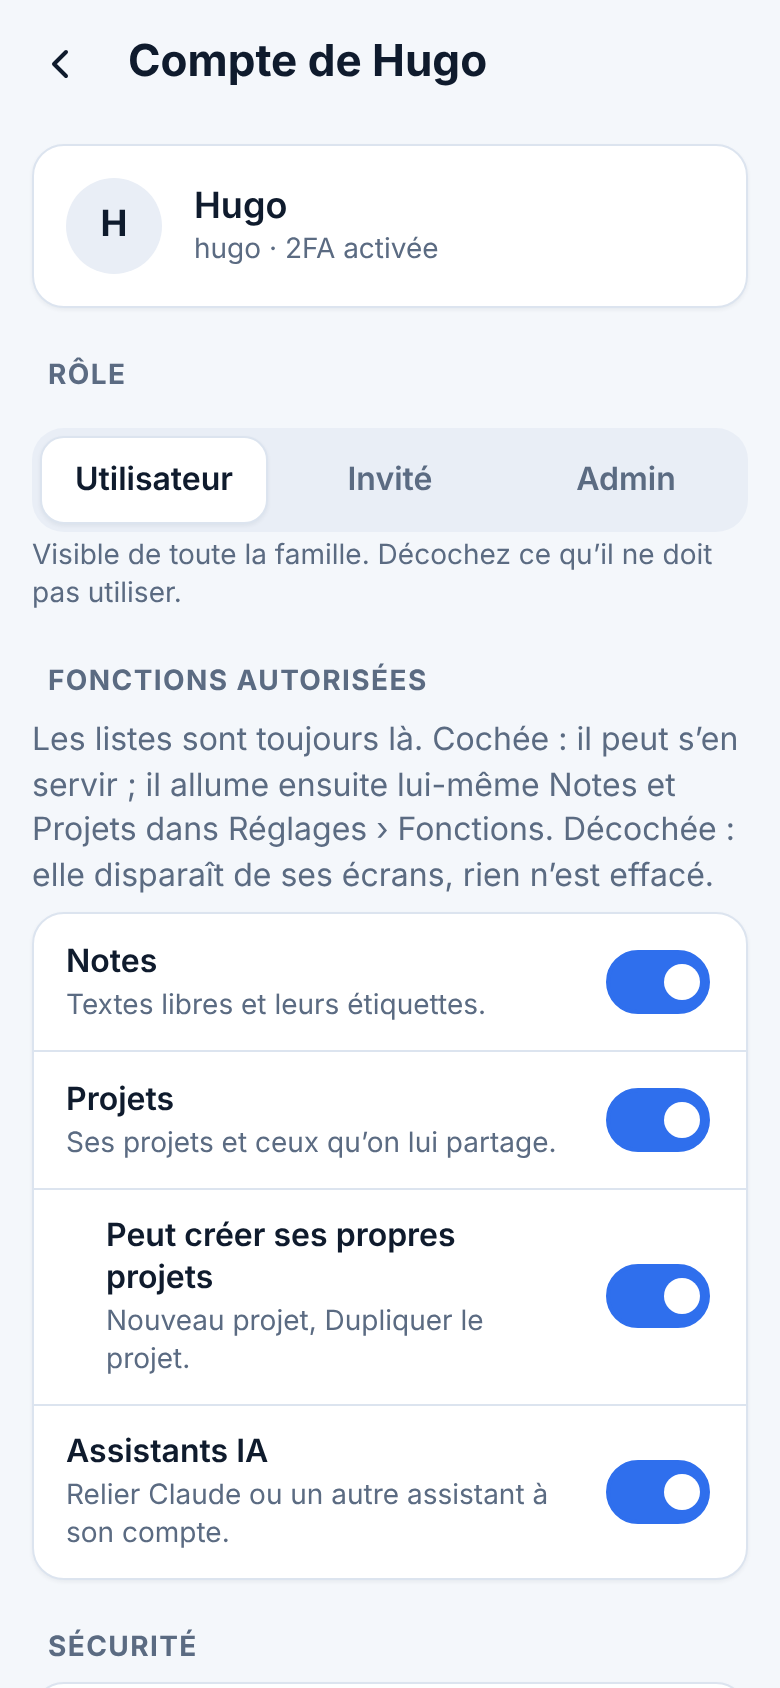 Compte de Hugo
H
Hugo
hugo · 2FA activée
RÔLE
Utilisateur
Invité
Admin
Visible de toute la famille. Décochez ce qu’il ne doit
pas utiliser.
FONCTIONS AUTORISÉES
Les listes sont toujours là. Cochée : il peut s’en
servir ; il allume ensuite lui-même Notes et
Projets dans Réglages › Fonctions. Décochée :
elle disparaît de ses écrans, rien n’est effacé.
Notes
Textes libres et leurs étiquettes.
Projets
Ses projets et ceux qu’on lui partage.
Peut créer ses propres
projets
Nouveau projet, Dupliquer le
projet.
Assistants IA
Relier Claude ou un autre assistant à
son compte.
SÉCURITÉ